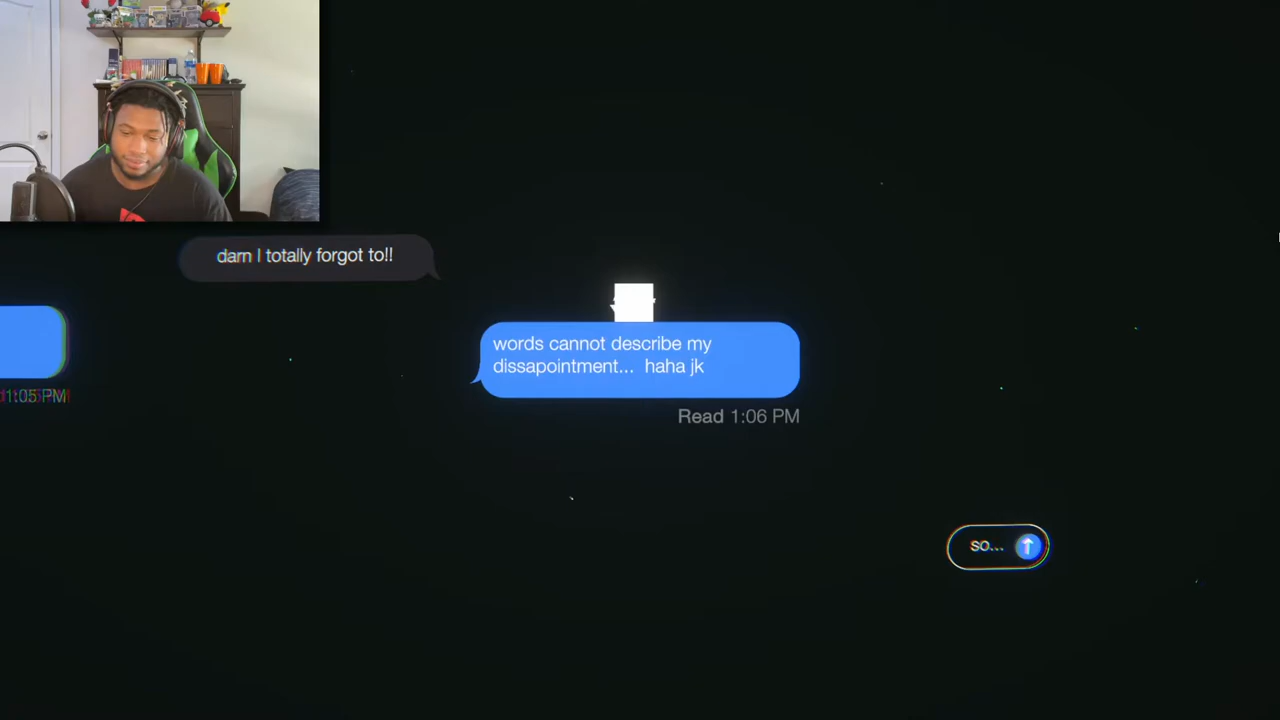 darn I totally forgot to!!
words cannot describe my
dissapointment... haha jk
1:05 PM
Read 1:06 PM
so...